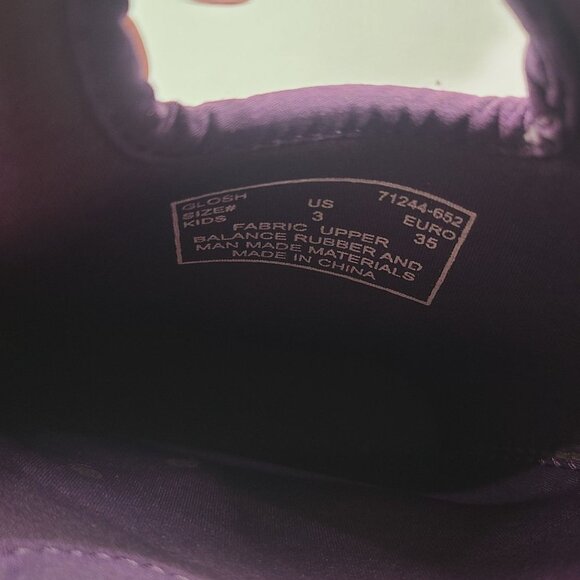 GLOSH US 71244-652
SIZE# 3 EURO
KIDS 35
FABRIC UPPER
BALANCE RUBBER AND
MAN MADE MATERIALS
MADE IN CHINA